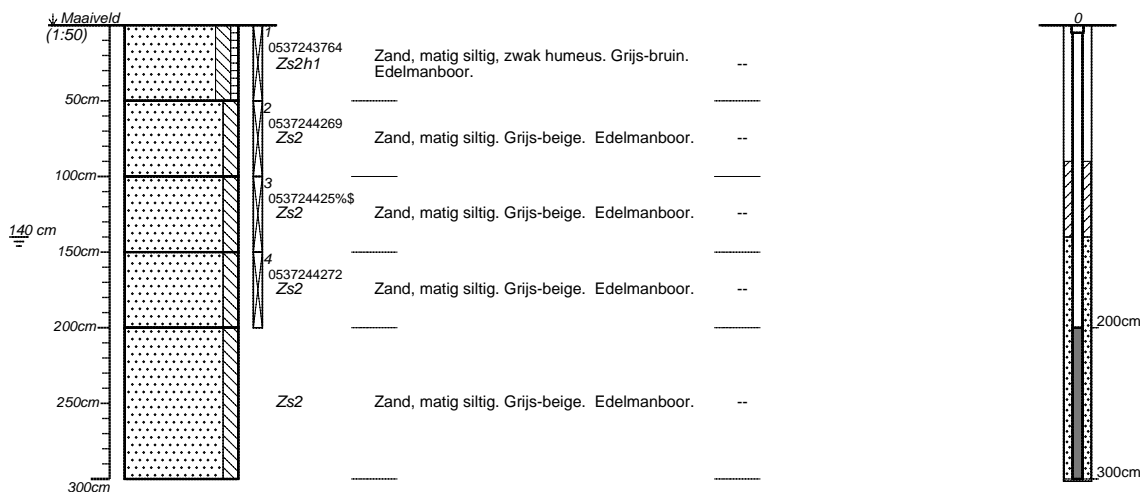 Maaiveld
0
(1:50)
1
0537243764
Zs2h1
Zand, matig siltig, zwak humeus. Grijs-bruin.
Edelmanboor.
--
50cm
2
0537244269
Zs2
Zand, matig siltig. Grijs-beige. Edelmanboor.
--
100cm
3
053724425%$
Zs2
Zand, matig siltig. Grijs-beige. Edelmanboor.
--
140 cm
150cm
4
0537244272
Zs2
Zand, matig siltig. Grijs-beige. Edelmanboor.
--
200cm
200cm
250cm
Zs2
Zand, matig siltig. Grijs-beige. Edelmanboor.
--
300cm
300cm